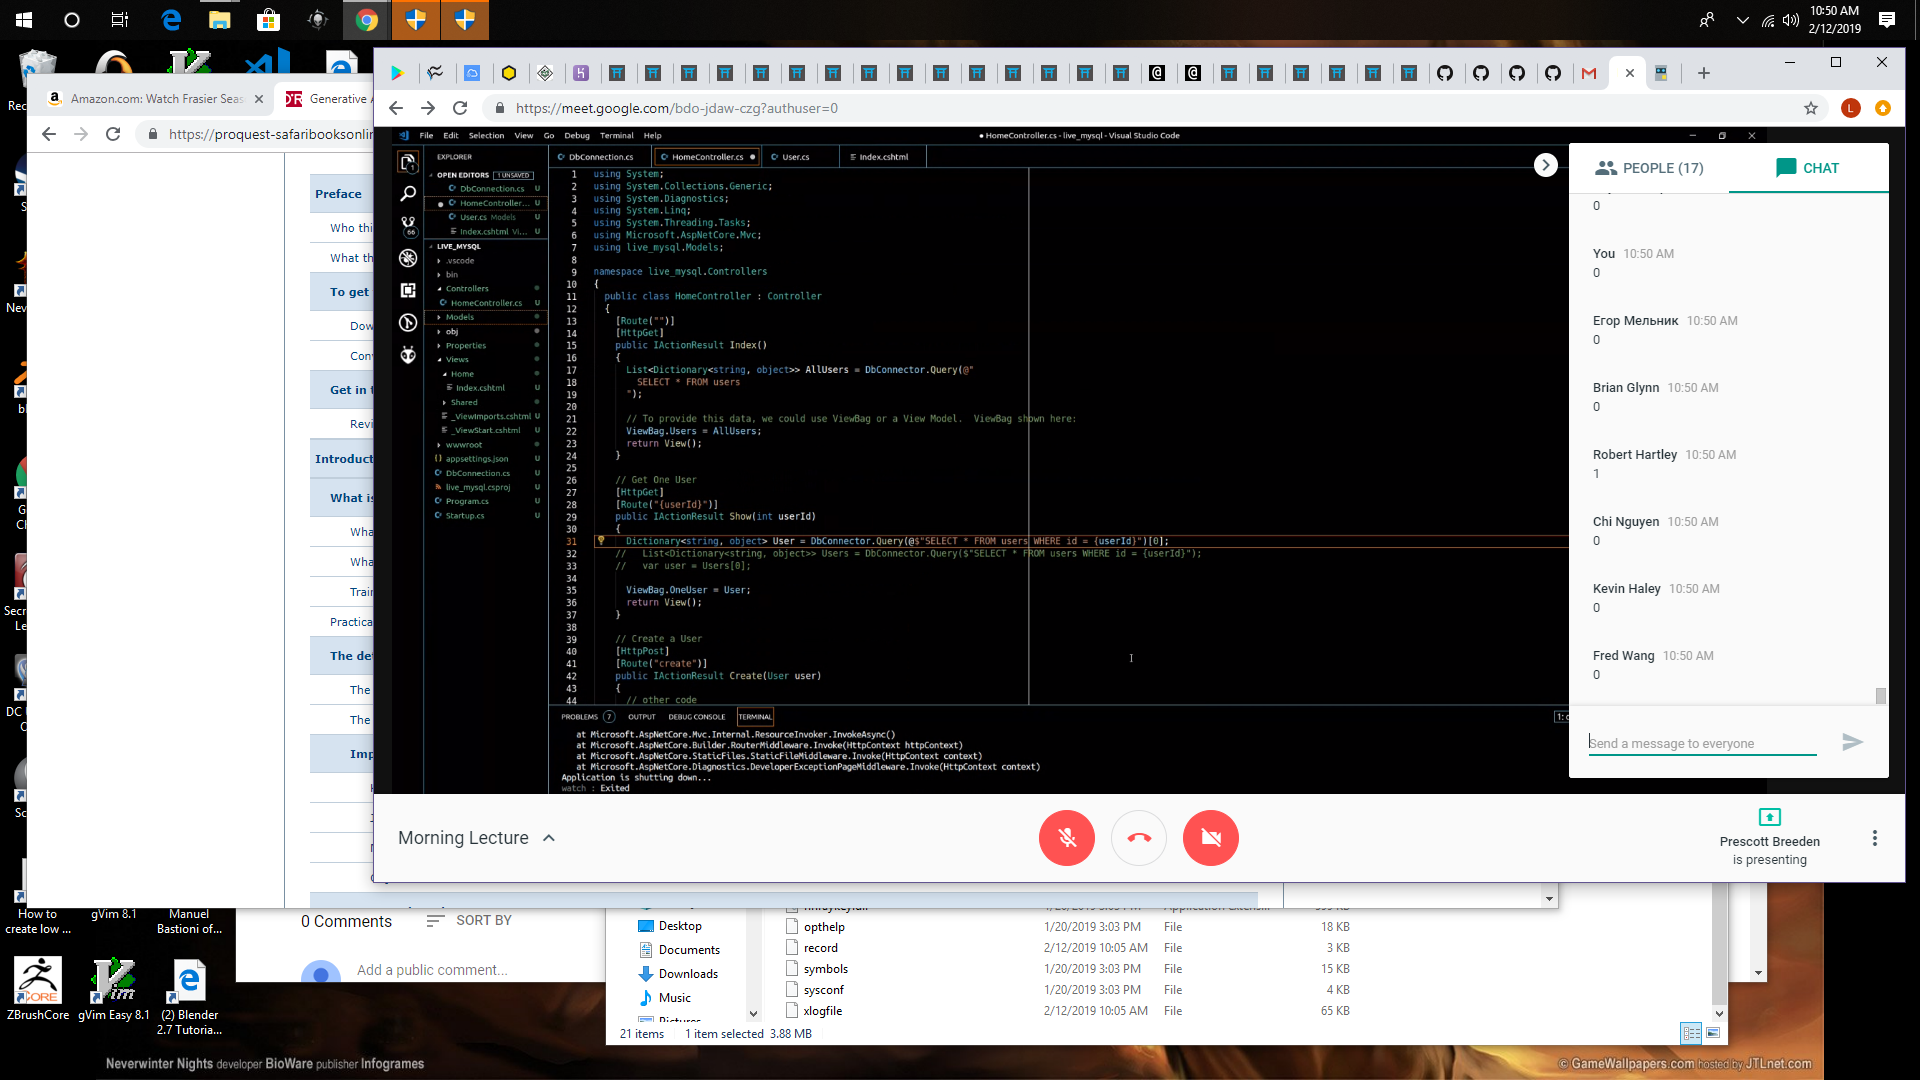 10:50 AM
2/12/2019
Amazon.com: Watch Frasier Seas
Generative A
https://proquest-safaribooksonlin
https://meet.google.com/bdo-jdaw-czg?authuser=0
File Edit Selection View Go Debug Terminal Help
● HomeController.cs - live_mysql - Visual Studio Code
EXPLORER
OPEN EDITORS 1 UNSAVED
DbConnection.cs U
HomeController... U
User.cs Models U
Index.cshtml Vi... U
LIVE_MYSQL
.vscode
bin
Controllers
HomeController.cs U
Models
obj
Properties
Views
Home
Index.cshtml U
Shared
_ViewImports.cshtml U
_ViewStart.cshtml U
wwwroot
appsettings.json U
DbConnection.cs U
live_mysql.csproj U
Program.cs U
Startup.cs U
DbConnection.cs
HomeController.cs ●
User.cs
Index.cshtml
1 using System;
2 using System.Collections.Generic;
3 using System.Diagnostics;
4 using System.Linq;
5 using System.Threading.Tasks;
6 using Microsoft.AspNetCore.Mvc;
7 using live_mysql.Models;
8
9 namespace live_mysql.Controllers
10 {
11 public class HomeController : Controller
12 {
13 [Route("")]
14 [HttpGet]
15 public IActionResult Index()
16 {
17 List<Dictionary<string, object>> AllUsers = DbConnector.Query(@"
18 SELECT * FROM users
19 ");
20
21 // To provide this data, we could use ViewBag or a View Model.  ViewBag shown here:
22 ViewBag.Users = AllUsers;
23 return View();
24 }
25
26 // Get One User
27 [HttpGet]
28 [Route("{userId}")]
29 public IActionResult Show(int userId)
30 {
31 Dictionary<string, object> User = DbConnector.Query(@$"SELECT * FROM users WHERE id = {userId}")[0];
32 // List<Dictionary<string, object>> Users = DbConnector.Query($"SELECT * FROM users WHERE id = {userId}");
33 // var user = Users[0];
34
35 ViewBag.OneUser = User;
36 return View();
37 }
38
39 // Create a User
40 [HttpPost]
41 [Route("create")]
42 public IActionResult Create(User user)
43 {
44 // other code
PROBLEMS 7 OUTPUT DEBUG CONSOLE TERMINAL
at Microsoft.AspNetCore.Mvc.Internal.ResourceInvoker.InvokeAsync()
at Microsoft.AspNetCore.Builder.RouterMiddleware.Invoke(HttpContext httpContext)
at Microsoft.AspNetCore.StaticFiles.StaticFileMiddleware.Invoke(HttpContext context)
at Microsoft.AspNetCore.Diagnostics.DeveloperExceptionPageMiddleware.Invoke(HttpContext context)
Application is shutting down...
watch : Exited
PEOPLE (17)
CHAT
0
You 10:50 AM
0
Егор Мельник 10:50 AM
0
Brian Glynn 10:50 AM
0
Robert Hartley 10:50 AM
1
Chi Nguyen 10:50 AM
0
Kevin Haley 10:50 AM
0
Fred Wang 10:50 AM
0
Send a message to everyone
Morning Lecture
Prescott Breeden
is presenting
Preface
Who thi
What th
To get
Dow
Con
Get in t
Revi
Introduct
What is
Wha
Wha
Trair
Practica
The det
The
The
Imp
0 Comments
SORT BY
Add a public comment...
Desktop
Documents
Downloads
Music
Pictures
opthelp 1/20/2019 3:03 PM File 18 KB
record 2/12/2019 10:05 AM File 3 KB
symbols 1/20/2019 3:03 PM File 15 KB
sysconf 1/20/2019 3:03 PM File 4 KB
xlogfile 2/12/2019 10:05 AM File 65 KB
21 items 1 item selected 3.88 MB
How to
create low ...
gVim 8.1
Manuel
Bastioni of...
ZBrushCore
gVim Easy 8.1
(2) Blender
2.7 Tutoria...
Neverwinter Nights developer BioWare publisher Infogrames
© GameWallpapers.com hosted by JTLnet.com